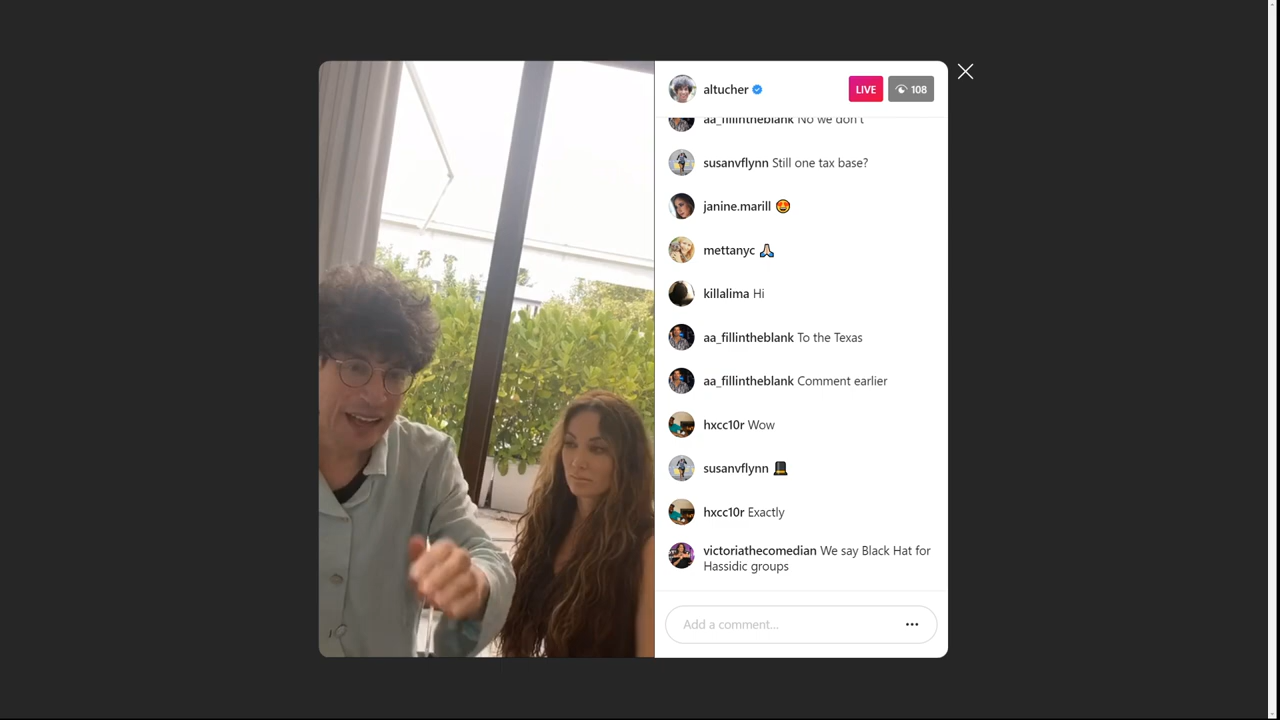 altucher
LIVE
108
aa_fillintheblank No we don't
susanvflynn Still one tax base?
janine.marill 😍
mettanyc 🙏🏻
killalima Hi
aa_fillintheblank To the Texas
aa_fillintheblank Comment earlier
hxcc10r Wow
susanvflynn 🎩
hxcc10r Exactly
victoriathecomedian We say Black Hat for
Hassidic groups
Add a comment...